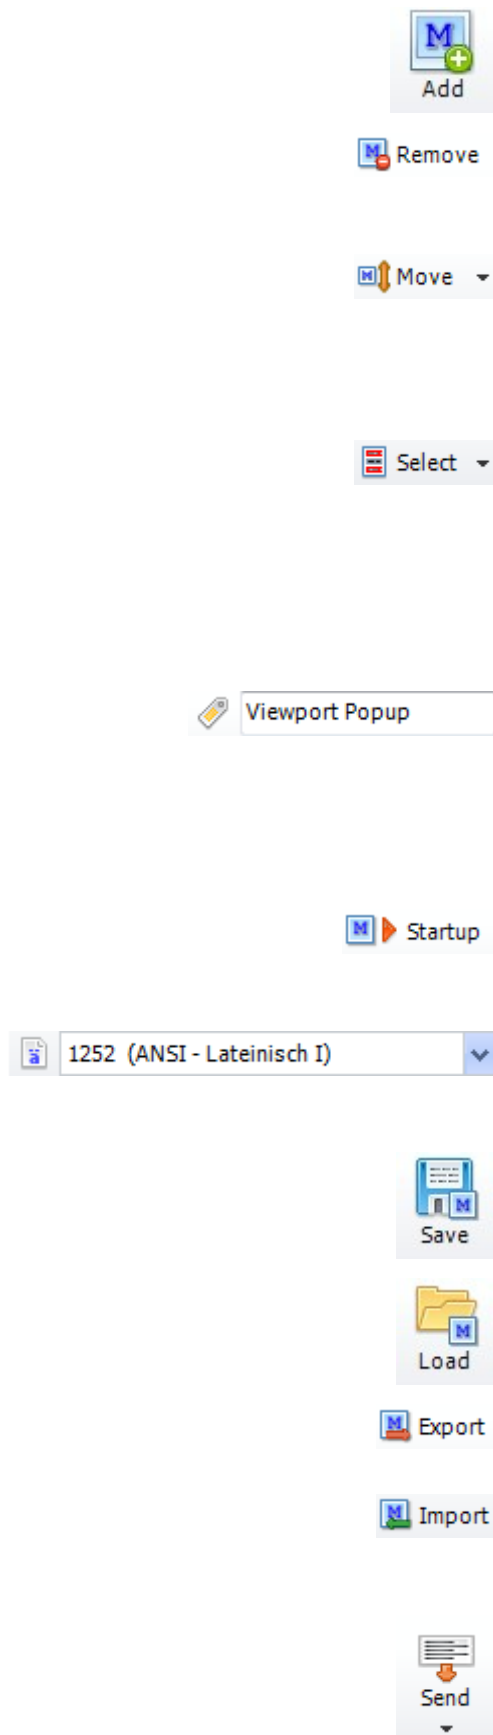 Add
Remove
Move
Select
Viewport Popup
Startup
1252 (ANSI - Lateinisch I)
Save
Load
Export
Import
Send